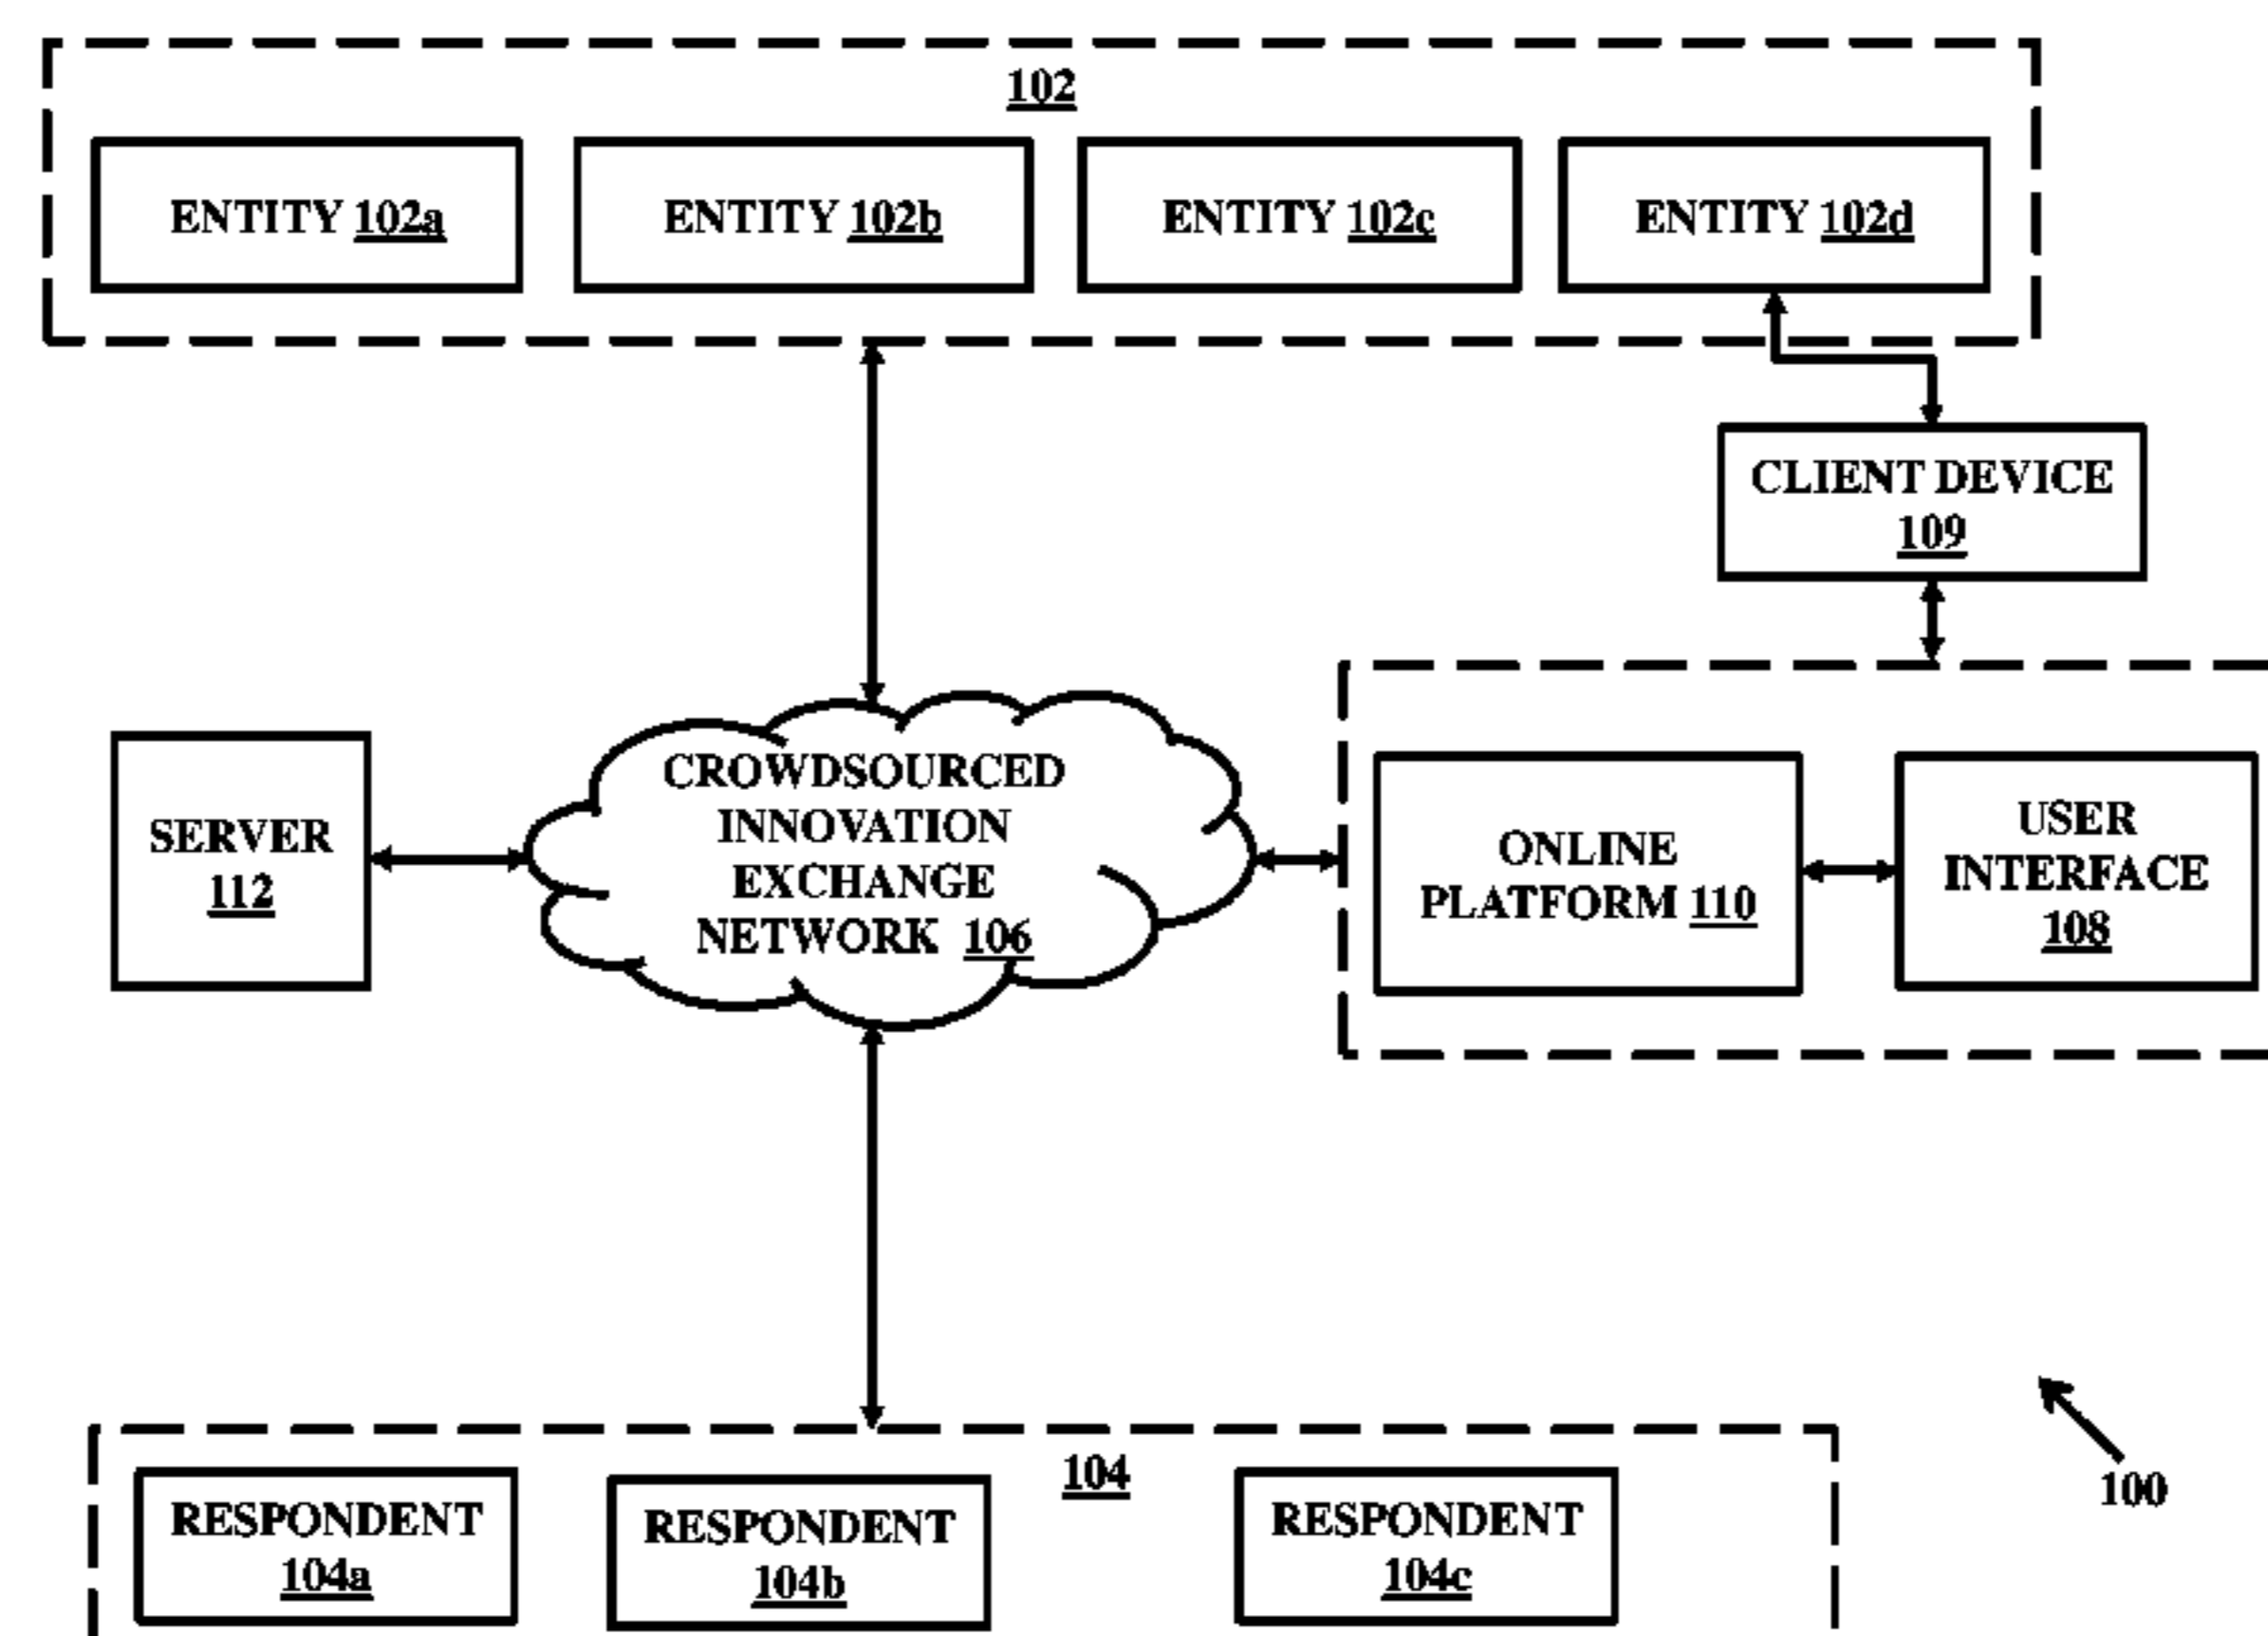 102
ENTITY 102a
ENTITY 102b
ENTITY 102c
ENTITY 102d
CLIENT DEVICE
109
CROWDSOURCED
INNOVATION
EXCHANGE
NETWORK 106
SERVER
112
ONLINE
PLATFORM 110
USER
INTERFACE
108
104
RESPONDENT
104a
RESPONDENT
104b
RESPONDENT
104c
100